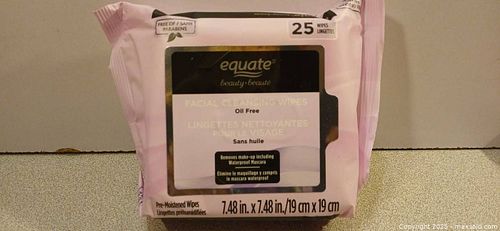 FREE OF / SANS
PARABENS
25 WIPES
LINGETTES
equate
beauty • beauté
FACIAL CLEANSING WIPES
Oil Free
LINGETTES NETTOYANTES
POUR LE VISAGE
Sans huile
Removes make-up including
Waterproof Mascara
Élimine le maquillage y compris
le mascara waterproof
Pre-Moistened Wipes
Lingettes préhumidifiées
7.48 in. x 7.48 in./19 cm x 19 cm
Copyright 2025 - maxsold.com